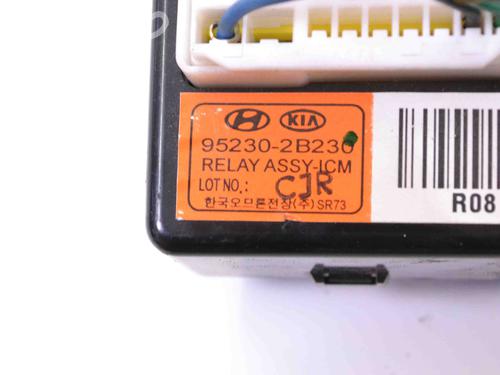 KIA
95230-2B230
RELAY ASSY-ICM
LOT NO.: CJR
한국오므론전장(주) SR73
R08